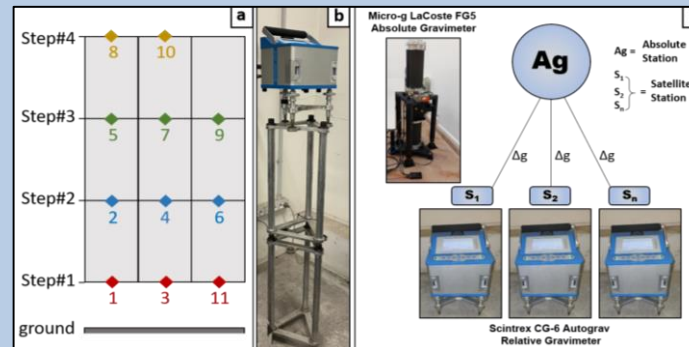 a
Step#4
8 10
Step#3
5 7 9
Step#2
2 4 6
Step#1
1 3 11
ground
b
Micro-g LaCoste FG5
Absolute Gravimeter
Ag
Ag = Absolute
Station
S1
S2
Sn
= Satellite
Station
Δg Δg Δg
S1 S2 Sn
Scintrex CG-6 Autograv
Relative Gravimeter